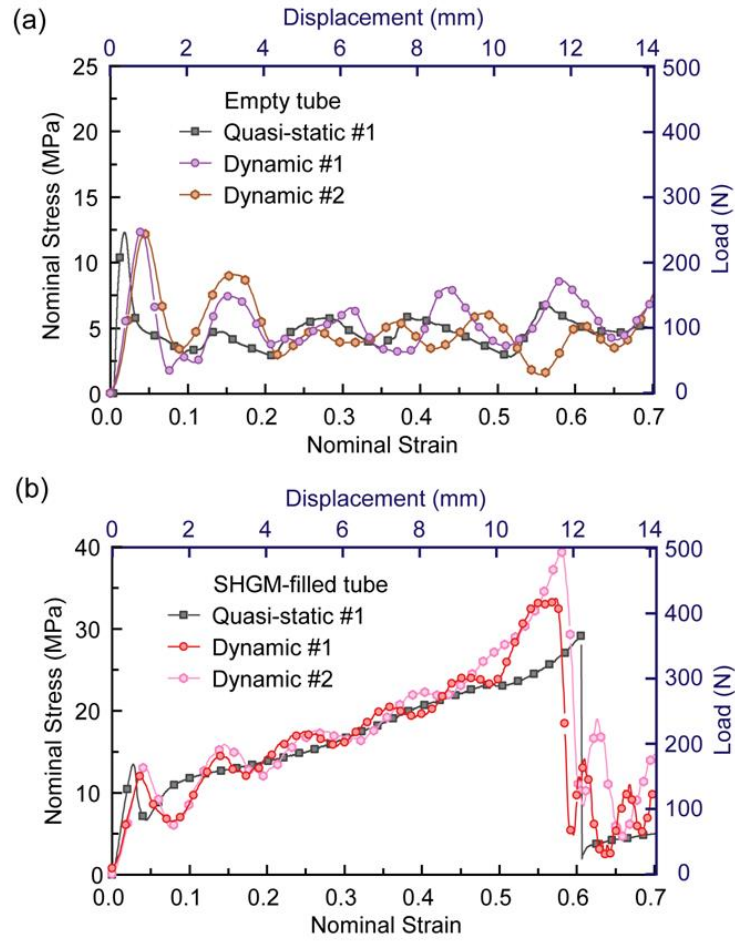 (a)
Displacement (mm)
0 2 4 6 8 10 12 14
25 500
Empty tube
Quasi-static #1
Dynamic #1
Dynamic #2
20 400
15 300
10 200
5 100
0 0
Nominal Stress (MPa)
Load (N)
0.0 0.1 0.2 0.3 0.4 0.5 0.6 0.7
Nominal Strain
(b)
Displacement (mm)
0 2 4 6 8 10 12 14
40 500
SHGM-filled tube
Quasi-static #1
Dynamic #1
Dynamic #2
400
30
300
20
200
10
100
0 0
Nominal Stress (MPa)
Load (N)
0.0 0.1 0.2 0.3 0.4 0.5 0.6 0.7
Nominal Strain